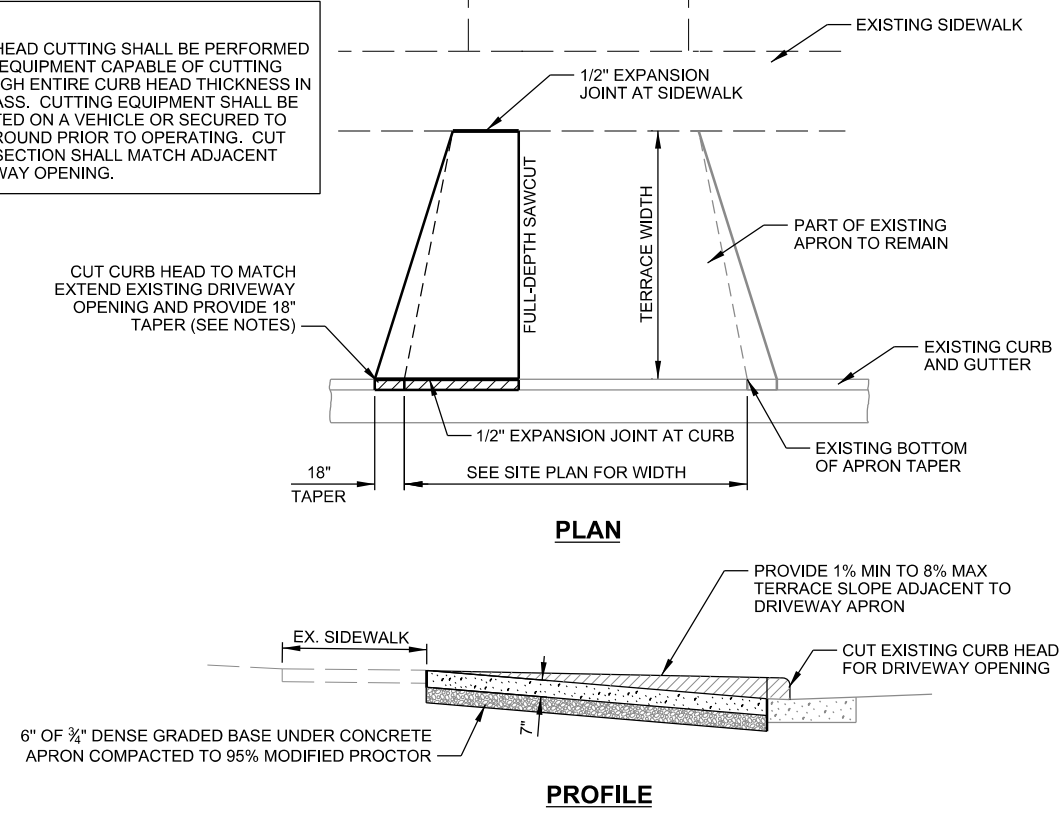 HEAD CUTTING SHALL BE PERFORMED
EQUIPMENT CAPABLE OF CUTTING
ENTIRE CURB HEAD THICKNESS IN
CUTTING EQUIPMENT SHALL BE
ON A VEHICLE OR SECURED TO
PRIOR TO OPERATING. CUT
SECTION SHALL MATCH ADJACENT
OPENING.
EXISTING SIDEWALK
1/2" EXPANSION
JOINT AT SIDEWALK
FULL-DEPTH SAWCUT
TERRACE WIDTH
PART OF EXISTING
APRON TO REMAIN
CUT CURB HEAD TO MATCH
EXTEND EXISTING DRIVEWAY
OPENING AND PROVIDE 18"
TAPER (SEE NOTES)
EXISTING CURB
AND GUTTER
1/2" EXPANSION JOINT AT CURB
EXISTING BOTTOM
OF APRON TAPER
18"
TAPER
SEE SITE PLAN FOR WIDTH
PLAN
PROVIDE 1% MIN TO 8% MAX
TERRACE SLOPE ADJACENT TO
DRIVEWAY APRON
EX. SIDEWALK
CUT EXISTING CURB HEAD
FOR DRIVEWAY OPENING
7"
6" OF ¾" DENSE GRADED BASE UNDER CONCRETE
APRON COMPACTED TO 95% MODIFIED PROCTOR
PROFILE